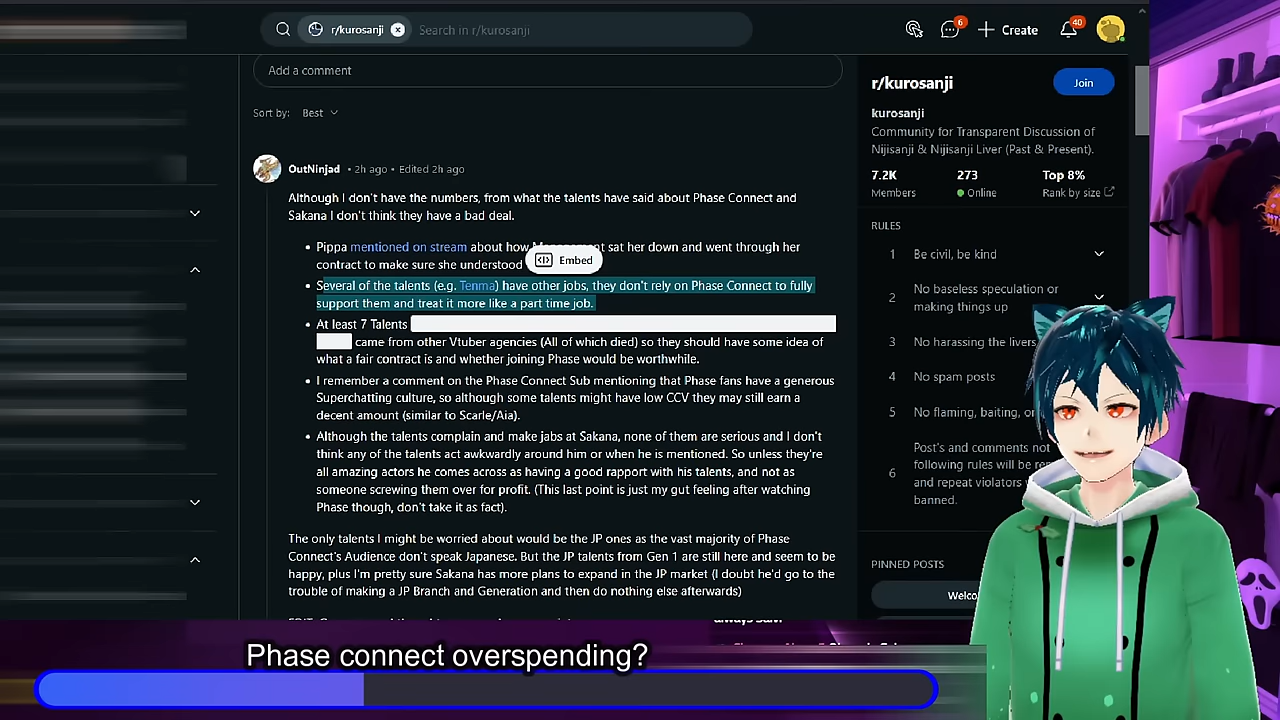 r/kurosanji
Search in r/kurosanji
6
Create
40
Add a comment
Sort by: Best
OutNinjad • 2h ago • Edited 2h ago
Although I don't have the numbers, from what the talents have said about Phase Connect and
Sakana I don't think they have a bad deal.
• Pippa mentioned on stream about how sat her down and went through her
contract to make sure she understood
Embed
• Several of the talents (e.g. Tenma) have other jobs, they don't rely on Phase Connect to fully
support them and treat it more like a part time job.
• At least 7 Talents
came from other Vtuber agencies (All of which died) so they should have some idea of
what a fair contract is and whether joining Phase would be worthwhile.
• I remember a comment on the Phase Connect Sub mentioning that Phase fans have a generous
Superchatting culture, so although some talents might have low CCV they may still earn a
decent amount (similar to Scarle/Aia).
• Although the talents complain and make jabs at Sakana, none of them are serious and I don't
think any of the talents act awkwardly around him or when he is mentioned. So unless they're
all amazing actors he comes across as having a good rapport with his talents, and not as
someone screwing them over for profit. (This last point is just my gut feeling after watching
Phase though, don't take it as fact).
The only talents I might be worried about would be the JP ones as the vast majority of Phase
Connect's Audience don't speak Japanese. But the JP talents from Gen 1 are still here and seem to be
happy, plus I'm pretty sure Sakana has more plans to expand in the JP market (I doubt he'd go to the
trouble of making a JP Branch and Generation and then do nothing else afterwards)
r/kurosanji
Join
kurosanji
Community for Transparent Discussion of
Nijisanji & Nijisanji Liver (Past & Present).
7.2K 273 Top 8%
Members Online Rank by size
RULES
1 Be civil, be kind
2 No baseless speculation or
making things up
3 No harassing the livers
4 No spam posts
5 No flaming, baiting, or
6 Post's and comments not
following rules will be
and repeat violators
banned.
PINNED POSTS
Phase connect overspending?